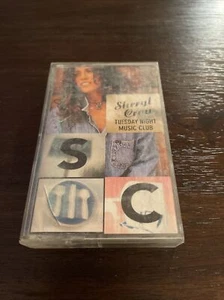 Sheryl
Crow
TUESDAY NIGHT
MUSIC CLUB
S
C